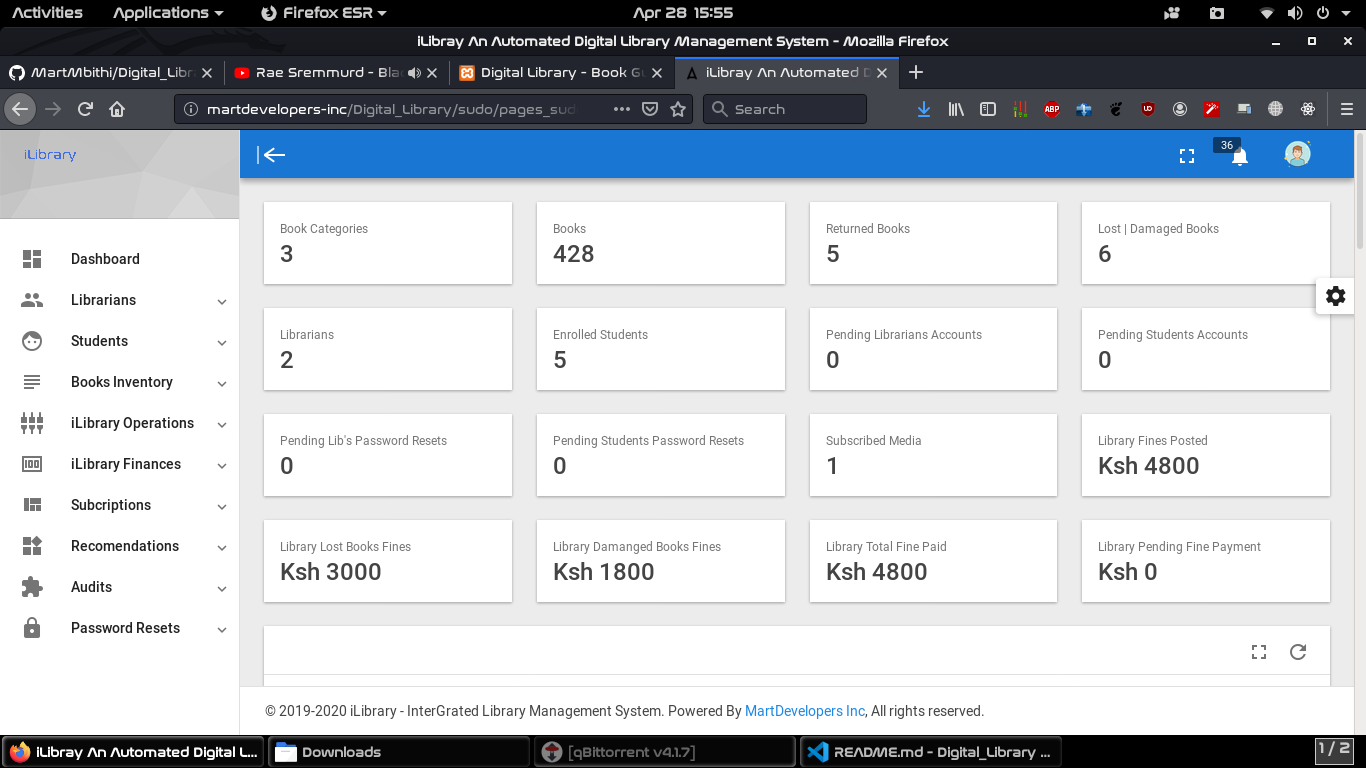 Activities Applications Firefox ESR Apr 28 15:55
iLibray An Automated Digital Library Management System - Mozilla Firefox
MartMbithi/Digital_Libr Rae Sremmurd - Bla Digital Library - Book Gu iLibray An Automated D
martdevelopers-inc/Digital_Library/sudo/pages_sud Search ABP
iLibrary
36
Dashboard
Librarians
Students
Books Inventory
iLibrary Operations
iLibrary Finances
Subcriptions
Recomendations
Audits
Password Resets
Book Categories
3
Books
428
Returned Books
5
Lost | Damaged Books
6
Librarians
2
Enrolled Students
5
Pending Librarians Accounts
0
Pending Students Accounts
0
Pending Lib's Password Resets
0
Pending Students Password Resets
0
Subscribed Media
1
Library Fines Posted
Ksh 4800
Library Lost Books Fines
Ksh 3000
Library Damanged Books Fines
Ksh 1800
Library Total Fine Paid
Ksh 4800
Library Pending Fine Payment
Ksh 0
© 2019-2020 iLibrary - InterGrated Library Management System. Powered By MartDevelopers Inc, All rights reserved.
iLibray An Automated Digital L... Downloads [qBittorrent v4.1.7] README.md - Digital_Library ... 1 / 2